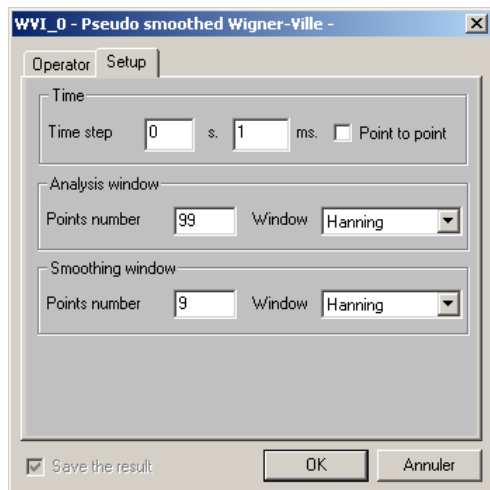 WVI_0 - Pseudo smoothed Wigner-Ville -
Operator Setup
Time
Time step 0 s. 1 ms. Point to point
Analysis window
Points number 99 Window Hanning
Smoothing window
Points number 9 Window Hanning
Save the result OK Annuler